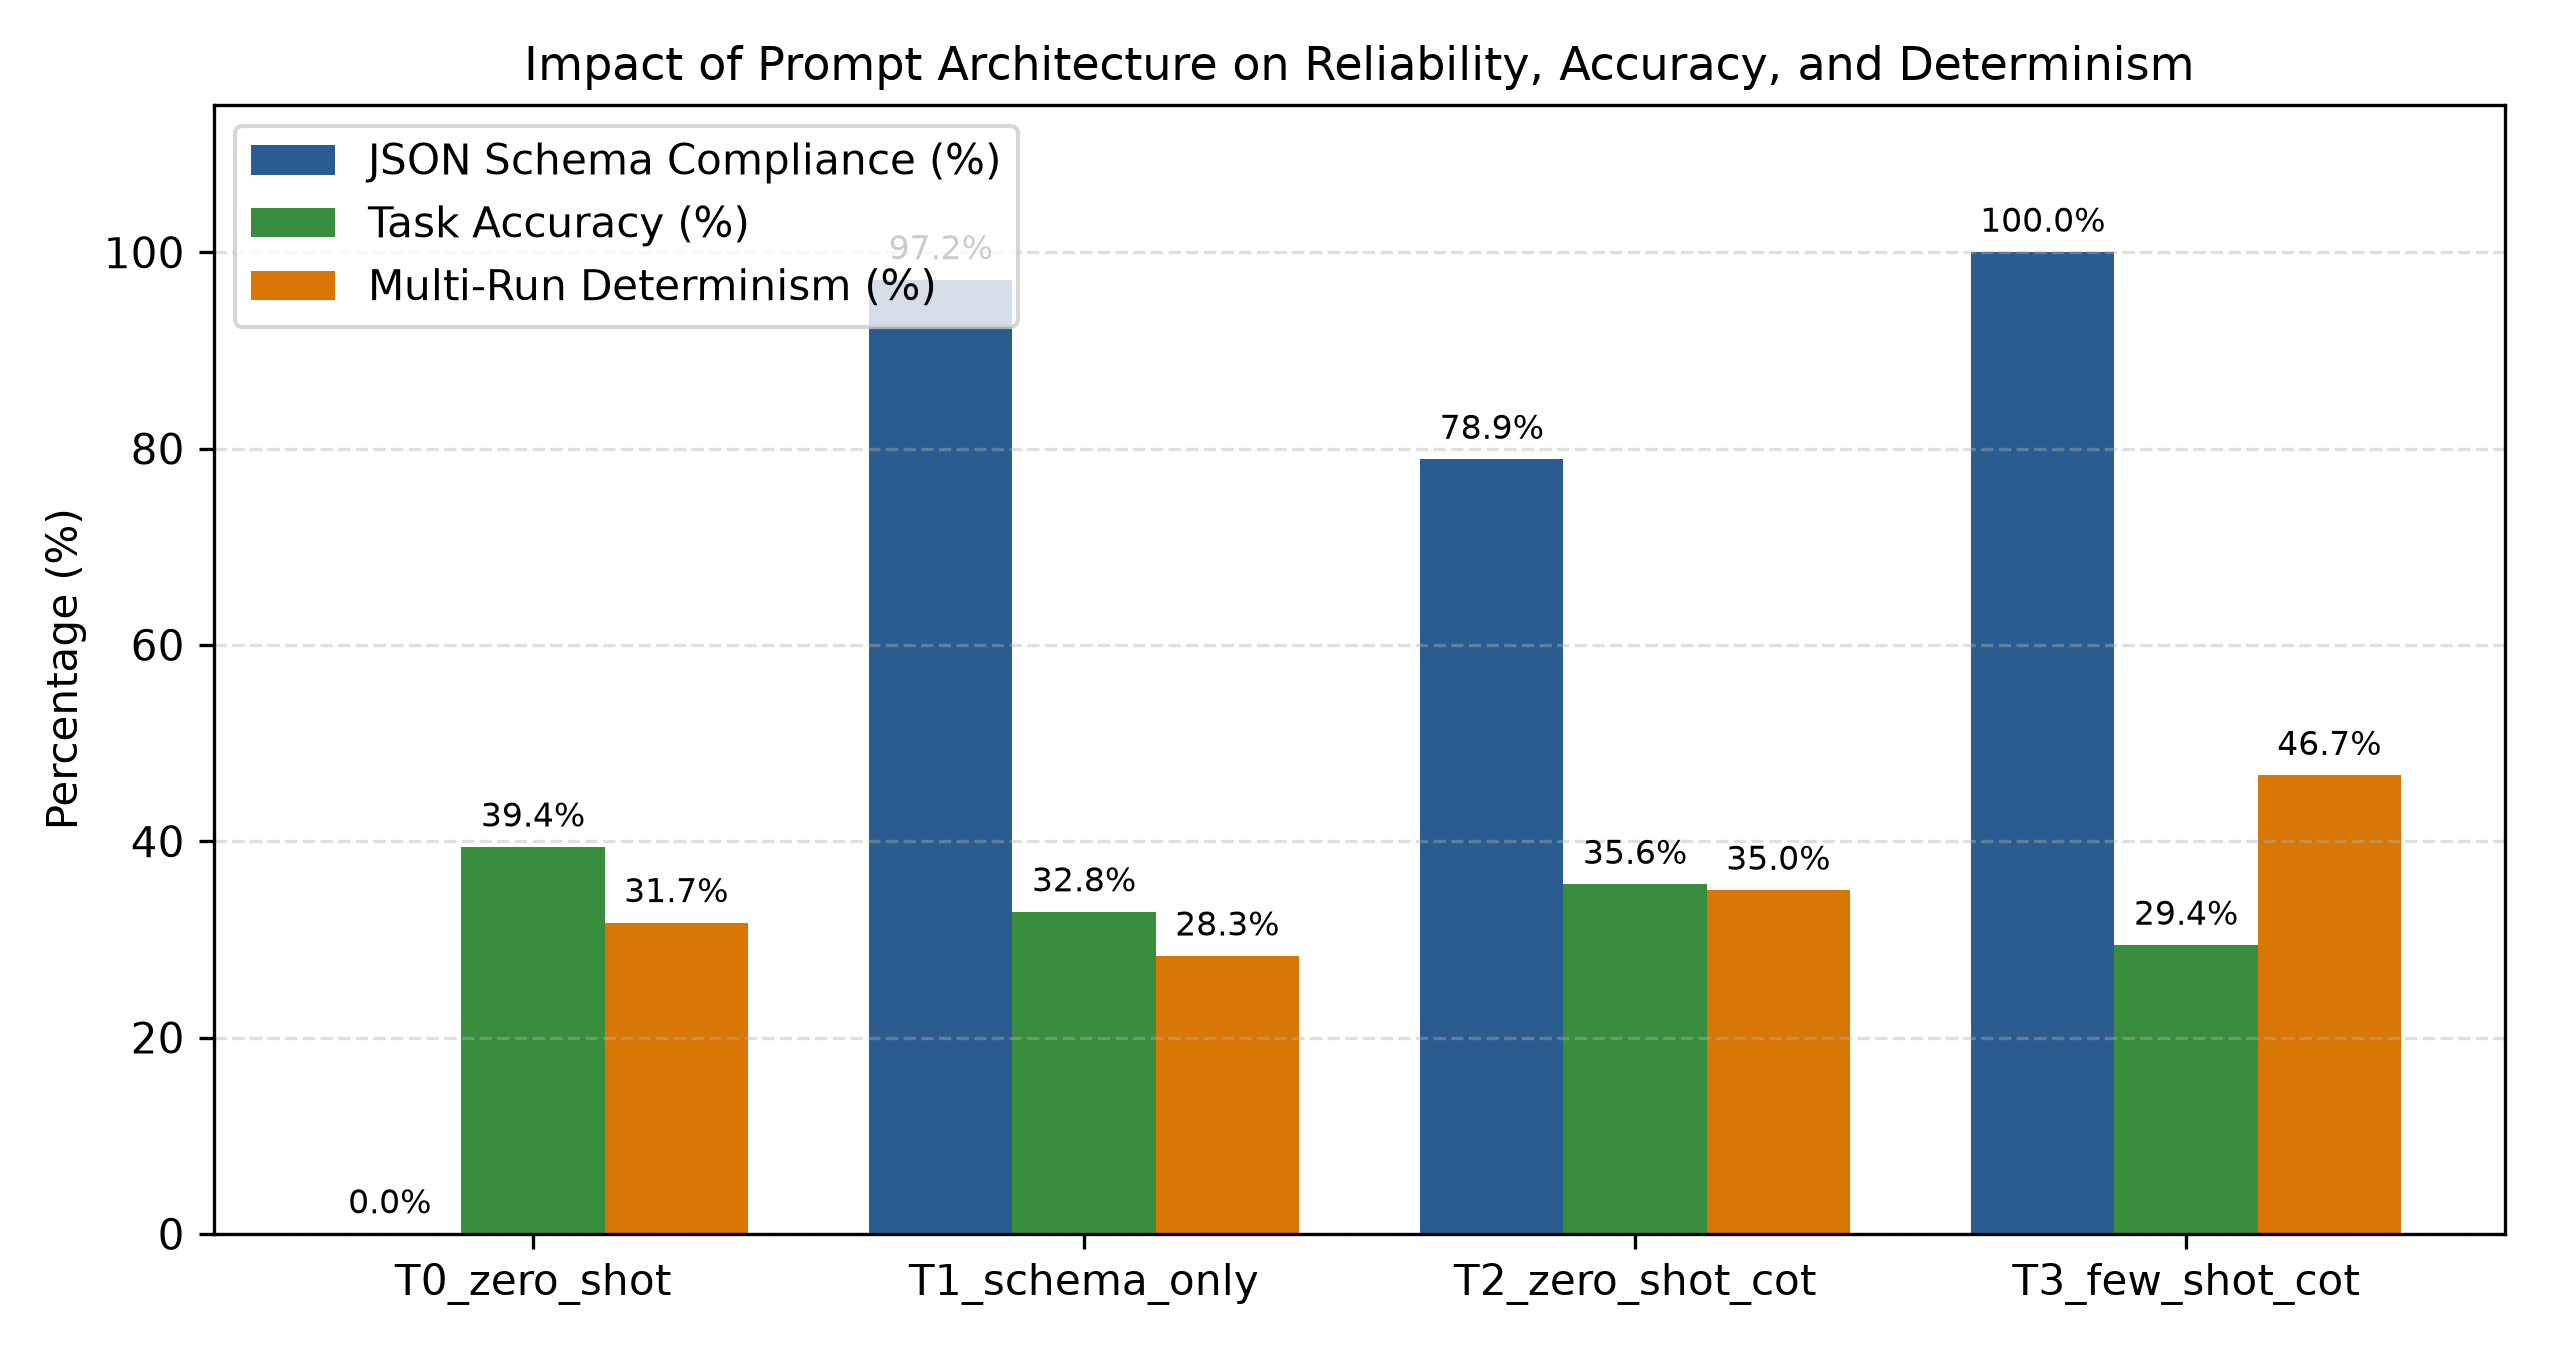 Impact of Prompt Architecture on Reliability, Accuracy, and Determinism
JSON Schema Compliance (%)
Task Accuracy (%)
Multi-Run Determinism (%)
Percentage (%)
100
80
60
40
20
0
0.0%
39.4%
31.7%
97.2%
32.8%
28.3%
78.9%
35.6%
35.0%
100.0%
29.4%
46.7%
T0_zero_shot
T1_schema_only
T2_zero_shot_cot
T3_few_shot_cot